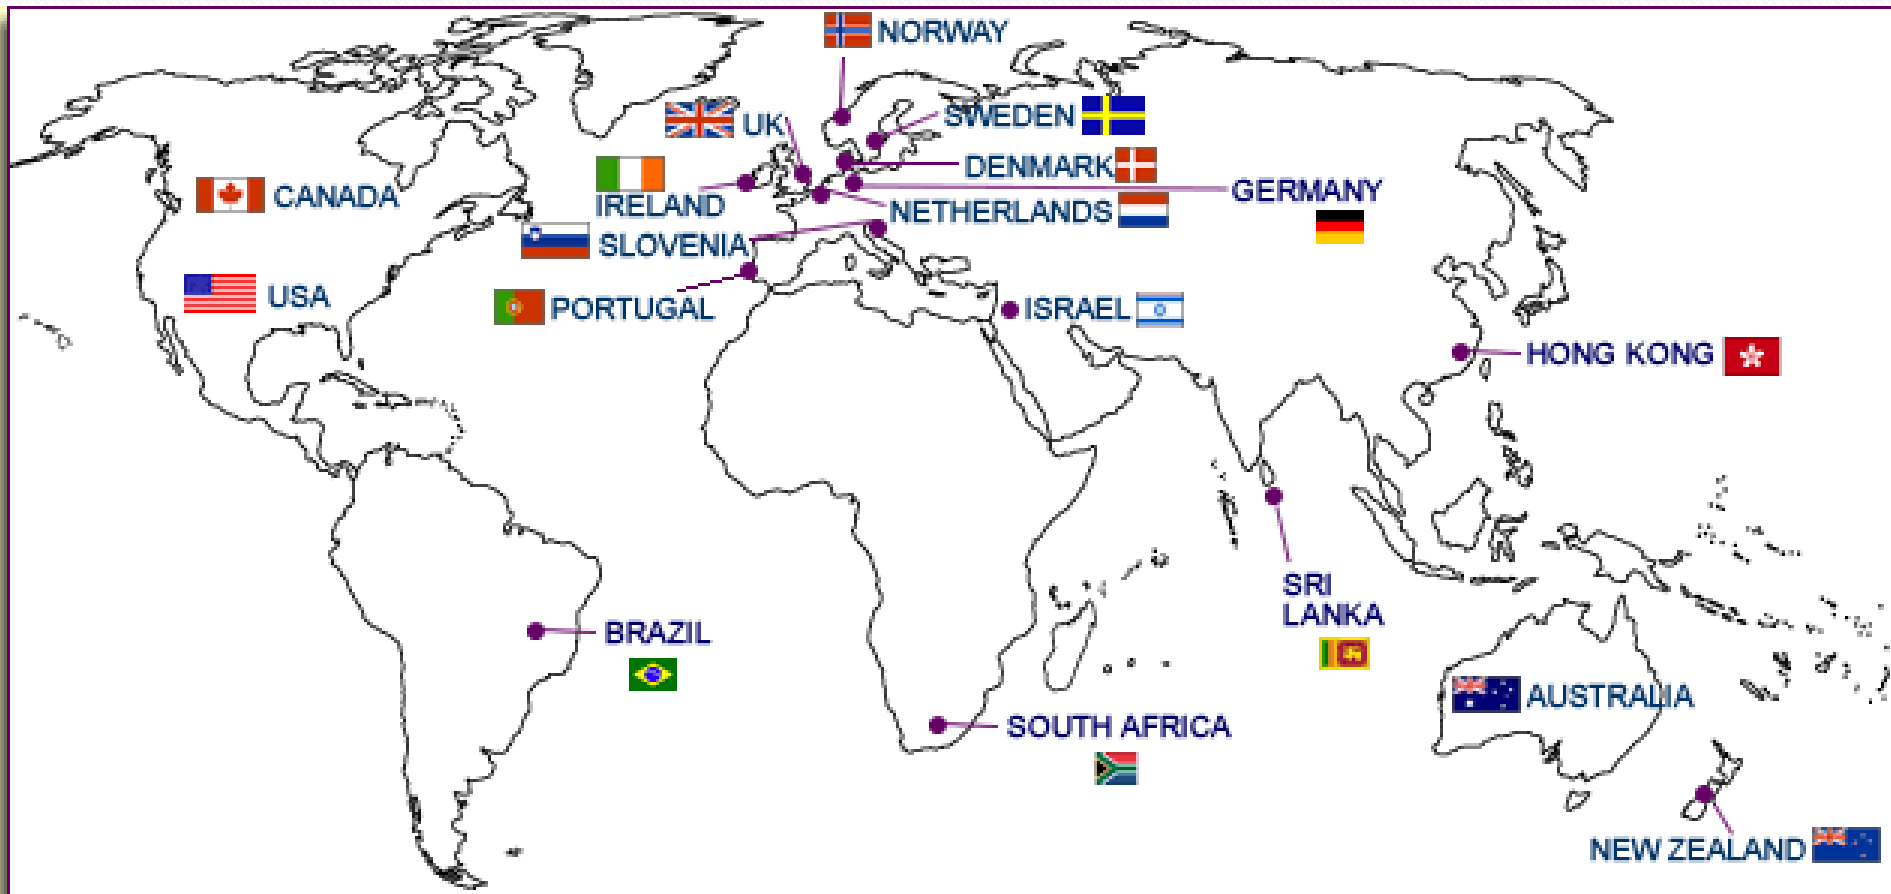 NORWAY
UK
SWEDEN
DENMARK
CANADA
IRELAND
GERMANY
NETHERLANDS
SLOVENIA
USA
PORTUGAL
ISRAEL
HONG KONG
SRI
LANKA
BRAZIL
AUSTRALIA
SOUTH AFRICA
NEW ZEALAND